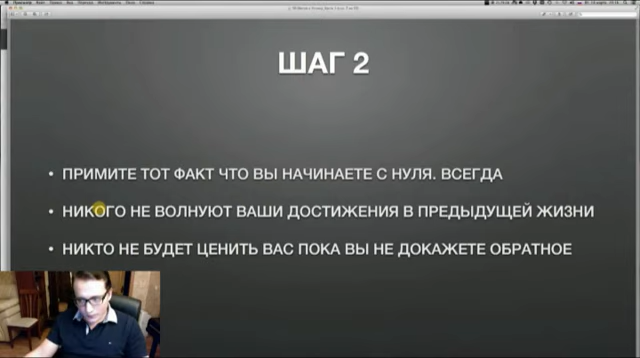 ШАГ 2
• ПРИМИТЕ ТОТ ФАКТ ЧТО ВЫ НАЧИНАЕТЕ С НУЛЯ. ВСЕГДА
• НИКОГО НЕ ВОЛНУЮТ ВАШИ ДОСТИЖЕНИЯ В ПРЕДЫДУЩЕЙ ЖИЗНИ
• НИКТО НЕ БУДЕТ ЦЕНИТЬ ВАС ПОКА ВЫ НЕ ДОКАЖЕТЕ ОБРАТНОЕ